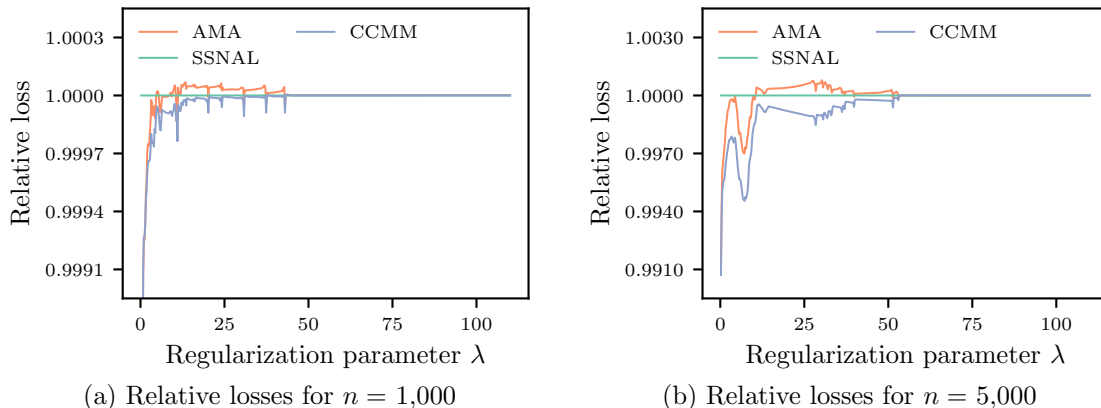 1.0003
1.0000
0.9997
0.9994
0.9991
Relative loss
AMA
CCMM
SSNAL
0 25 50 75 100
Regularization parameter λ
(a) Relative losses for n = 1,000
1.0030
1.0000
0.9970
0.9940
0.9910
Relative loss
AMA
CCMM
SSNAL
0 25 50 75 100
Regularization parameter λ
(b) Relative losses for n = 5,000